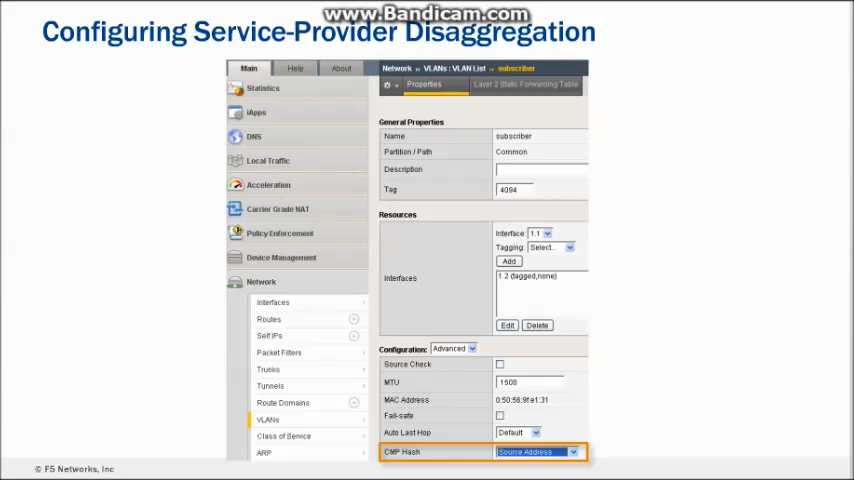 www.Bandicam.com
Configuring Service-Provider Disaggregation
Main Help About
Network ›› VLANs : VLAN List ›› subscriber
Properties Layer 2 Static Forwarding Table
Statistics
iApps
DNS
Local Traffic
Acceleration
Carrier Grade NAT
Policy Enforcement
Device Management
Network
Interfaces
Routes
Self IPs
Packet Filters
Trunks
Tunnels
Route Domains
VLANs
Class of Service
ARP
General Properties
Name subscriber
Partition / Path Common
Description
Tag 4094
Resources
Interface: 1.1
Tagging: Select...
Add
Interfaces
1.2 (tagged,none)
Edit Delete
Configuration: Advanced
Source Check
MTU 1500
MAC Address 0:50:56:9f:e1:31
Fail-safe
Auto Last Hop Default
CMP Hash Source Address
© F5 Networks, Inc